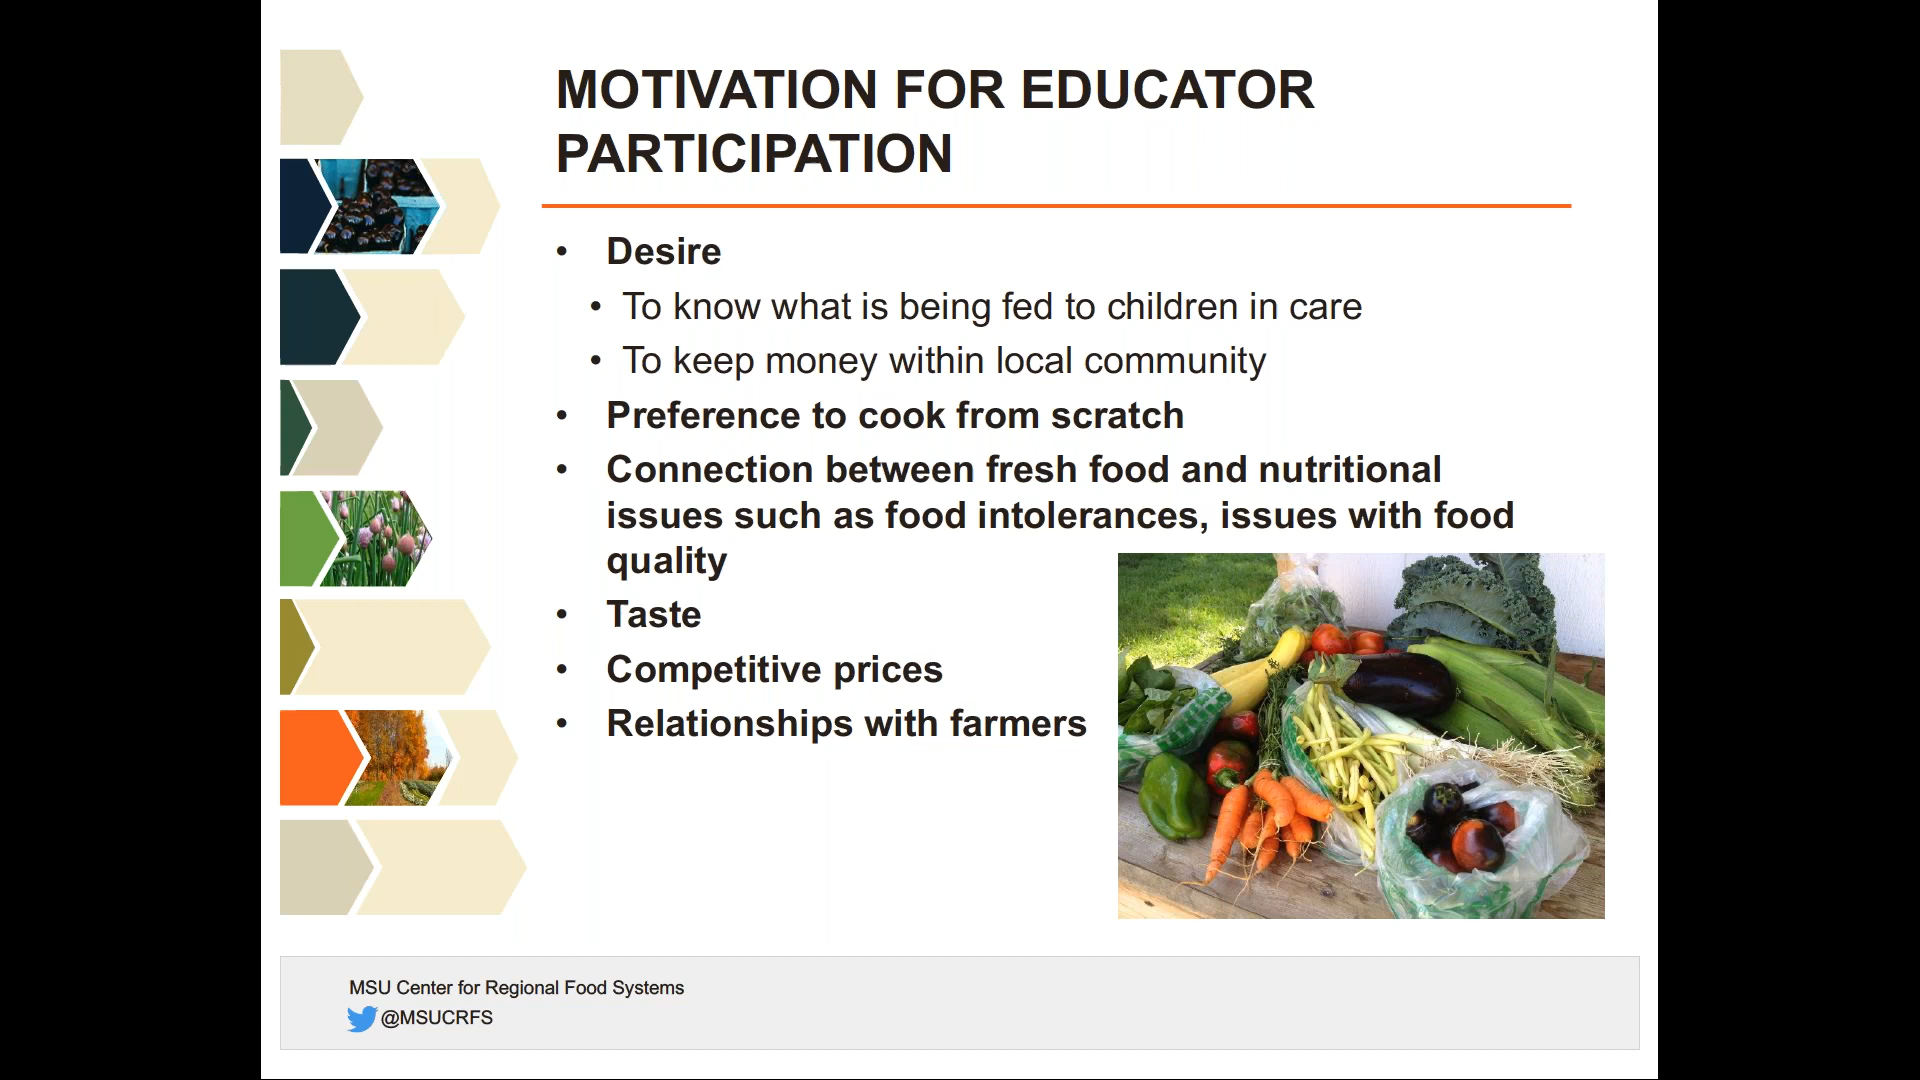 MOTIVATION FOR EDUCATOR
PARTICIPATION
• Desire
• To know what is being fed to children in care
• To keep money within local community
• Preference to cook from scratch
• Connection between fresh food and nutritional
issues such as food intolerances, issues with food
quality
• Taste
• Competitive prices
• Relationships with farmers
MSU Center for Regional Food Systems
@MSUCRFS